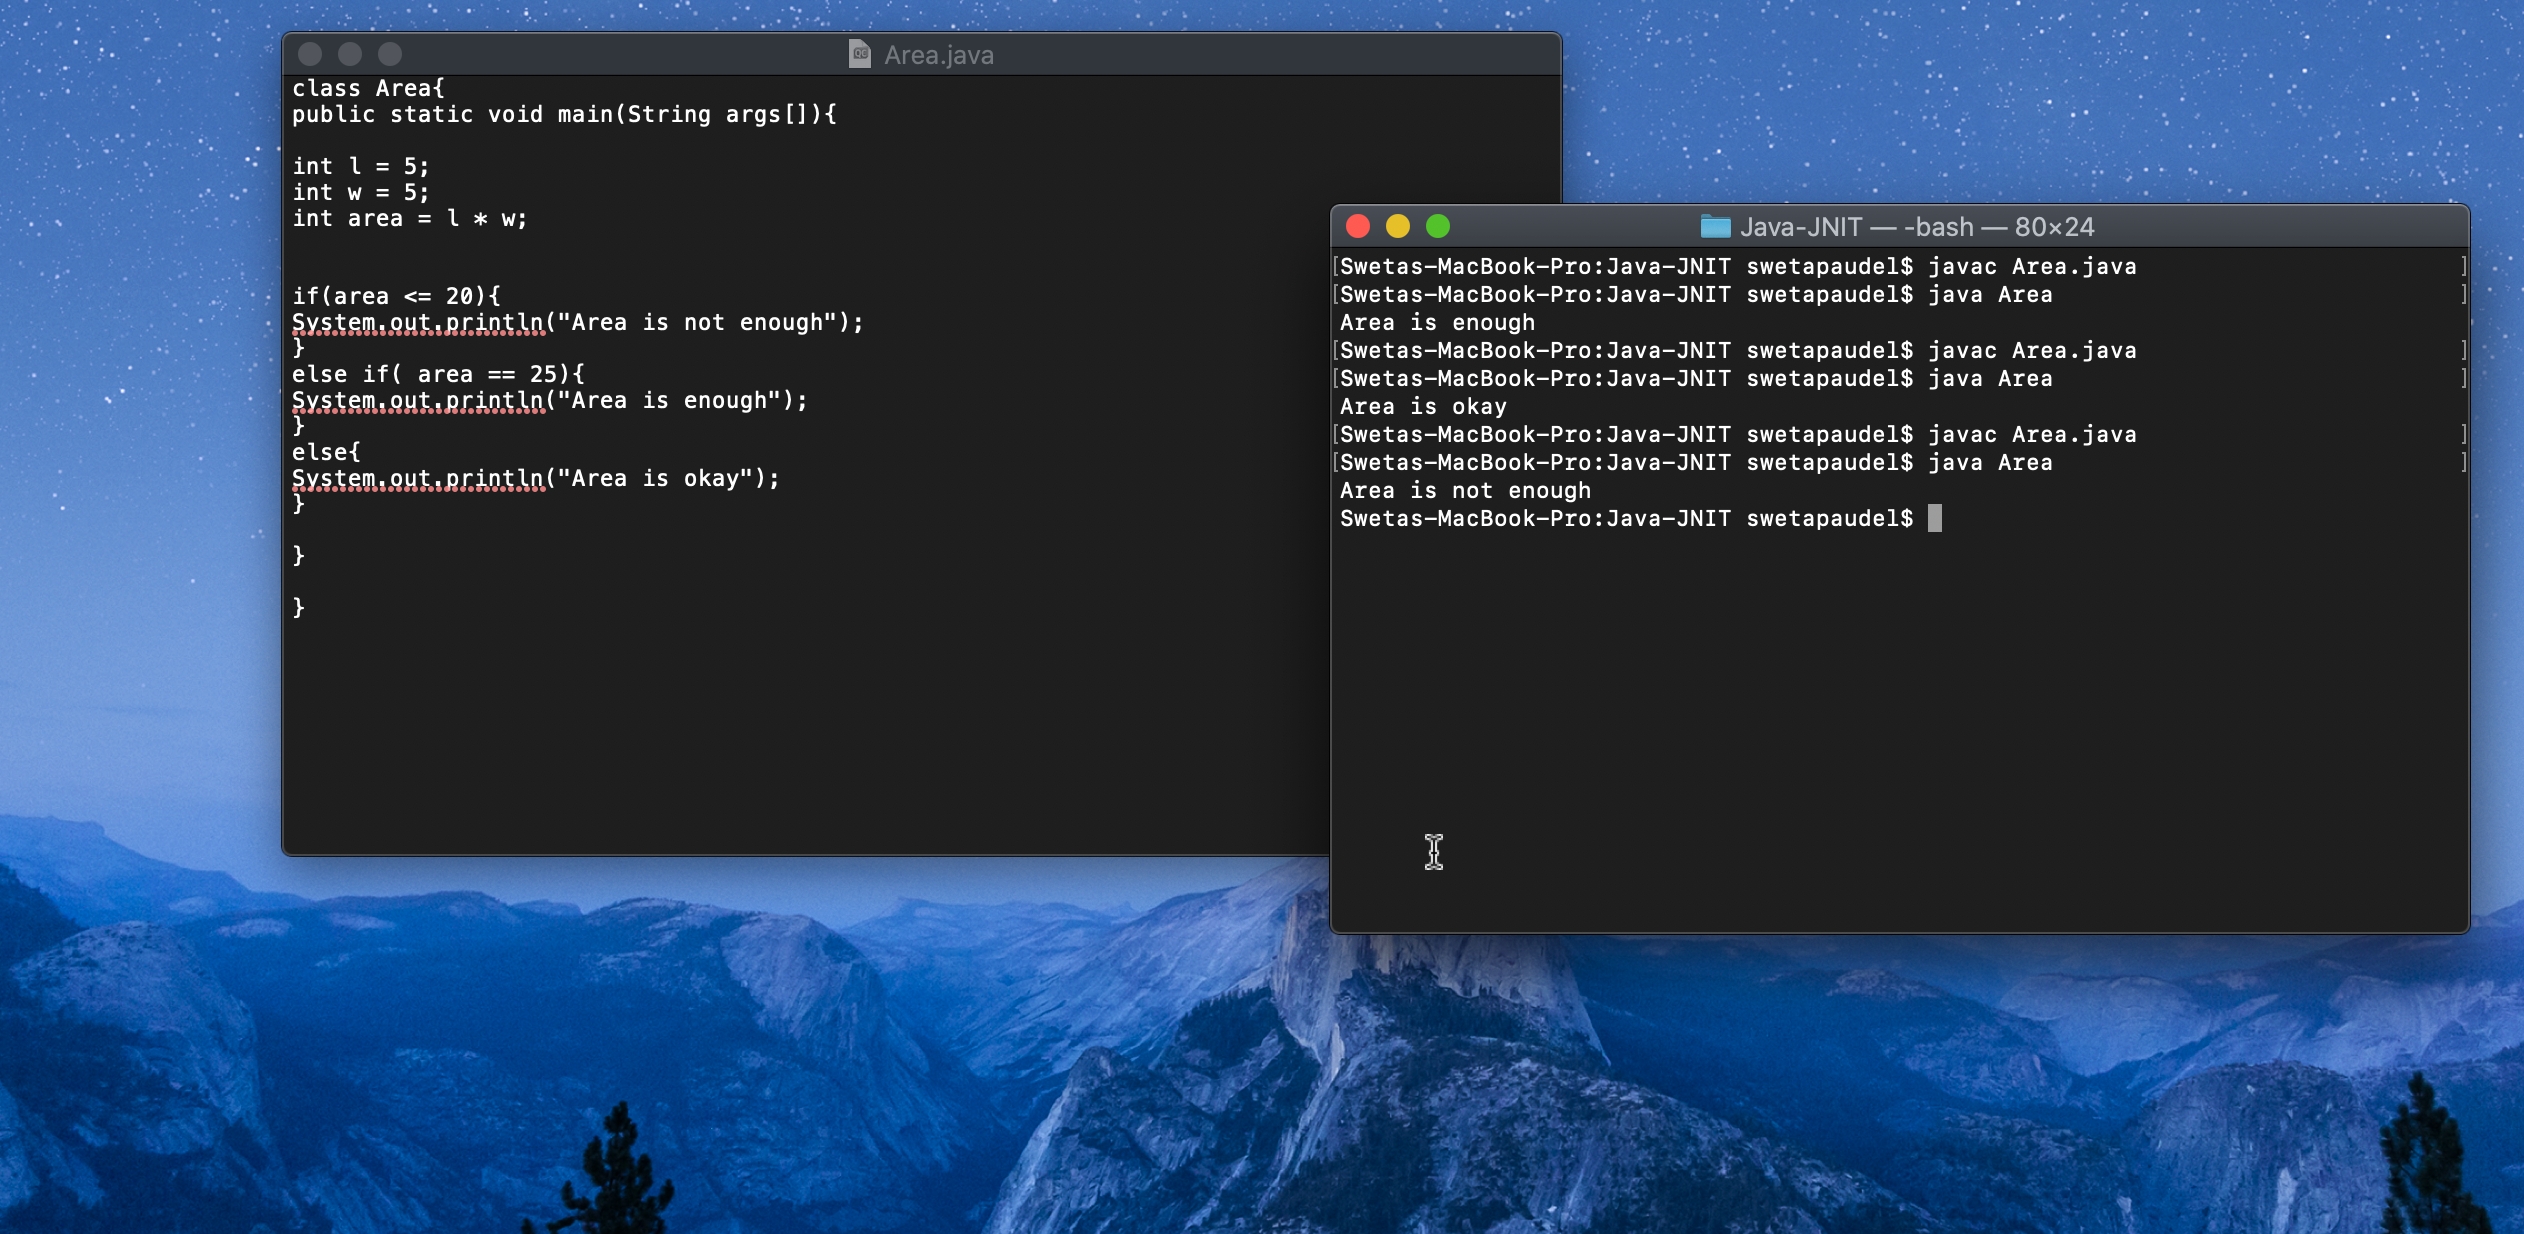 Area.java
class Area{
public static void main(String args[]){
int l = 5;
int w = 5;
int area = l * w;
if(area <= 20){
System.out.println("Area is not enough");
}
else if( area == 25){
System.out.println("Area is enough");
}
else{
System.out.println("Area is okay");
}
}
}
Java-JNIT — -bash — 80×24
[Swetas-MacBook-Pro:Java-JNIT swetapaudel$ javac Area.java ]
[Swetas-MacBook-Pro:Java-JNIT swetapaudel$ java Area ]
Area is enough
[Swetas-MacBook-Pro:Java-JNIT swetapaudel$ javac Area.java ]
[Swetas-MacBook-Pro:Java-JNIT swetapaudel$ java Area ]
Area is okay
[Swetas-MacBook-Pro:Java-JNIT swetapaudel$ javac Area.java ]
[Swetas-MacBook-Pro:Java-JNIT swetapaudel$ java Area ]
Area is not enough
Swetas-MacBook-Pro:Java-JNIT swetapaudel$